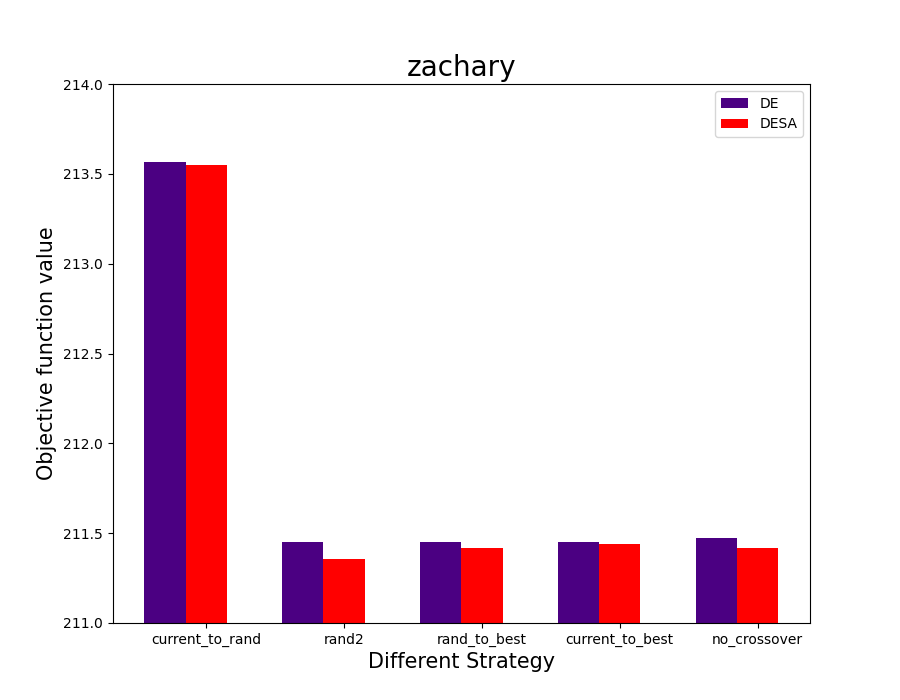 zachary
214.0
213.5
213.0
212.5
212.0
211.5
211.0
Objective function value
DE
DESA
current_to_rand rand2 rand_to_best current_to_best no_crossover
Different Strategy